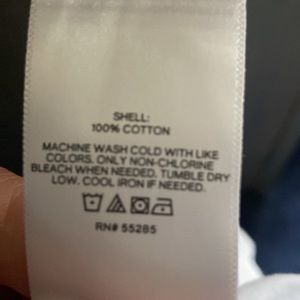 SHELL:
100% COTTON
MACHINE WASH COLD WITH LIKE
COLORS. ONLY NON-CHLORINE
BLEACH WHEN NEEDED. TUMBLE DRY
LOW. COOL IRON IF NEEDED.
RN# 55285